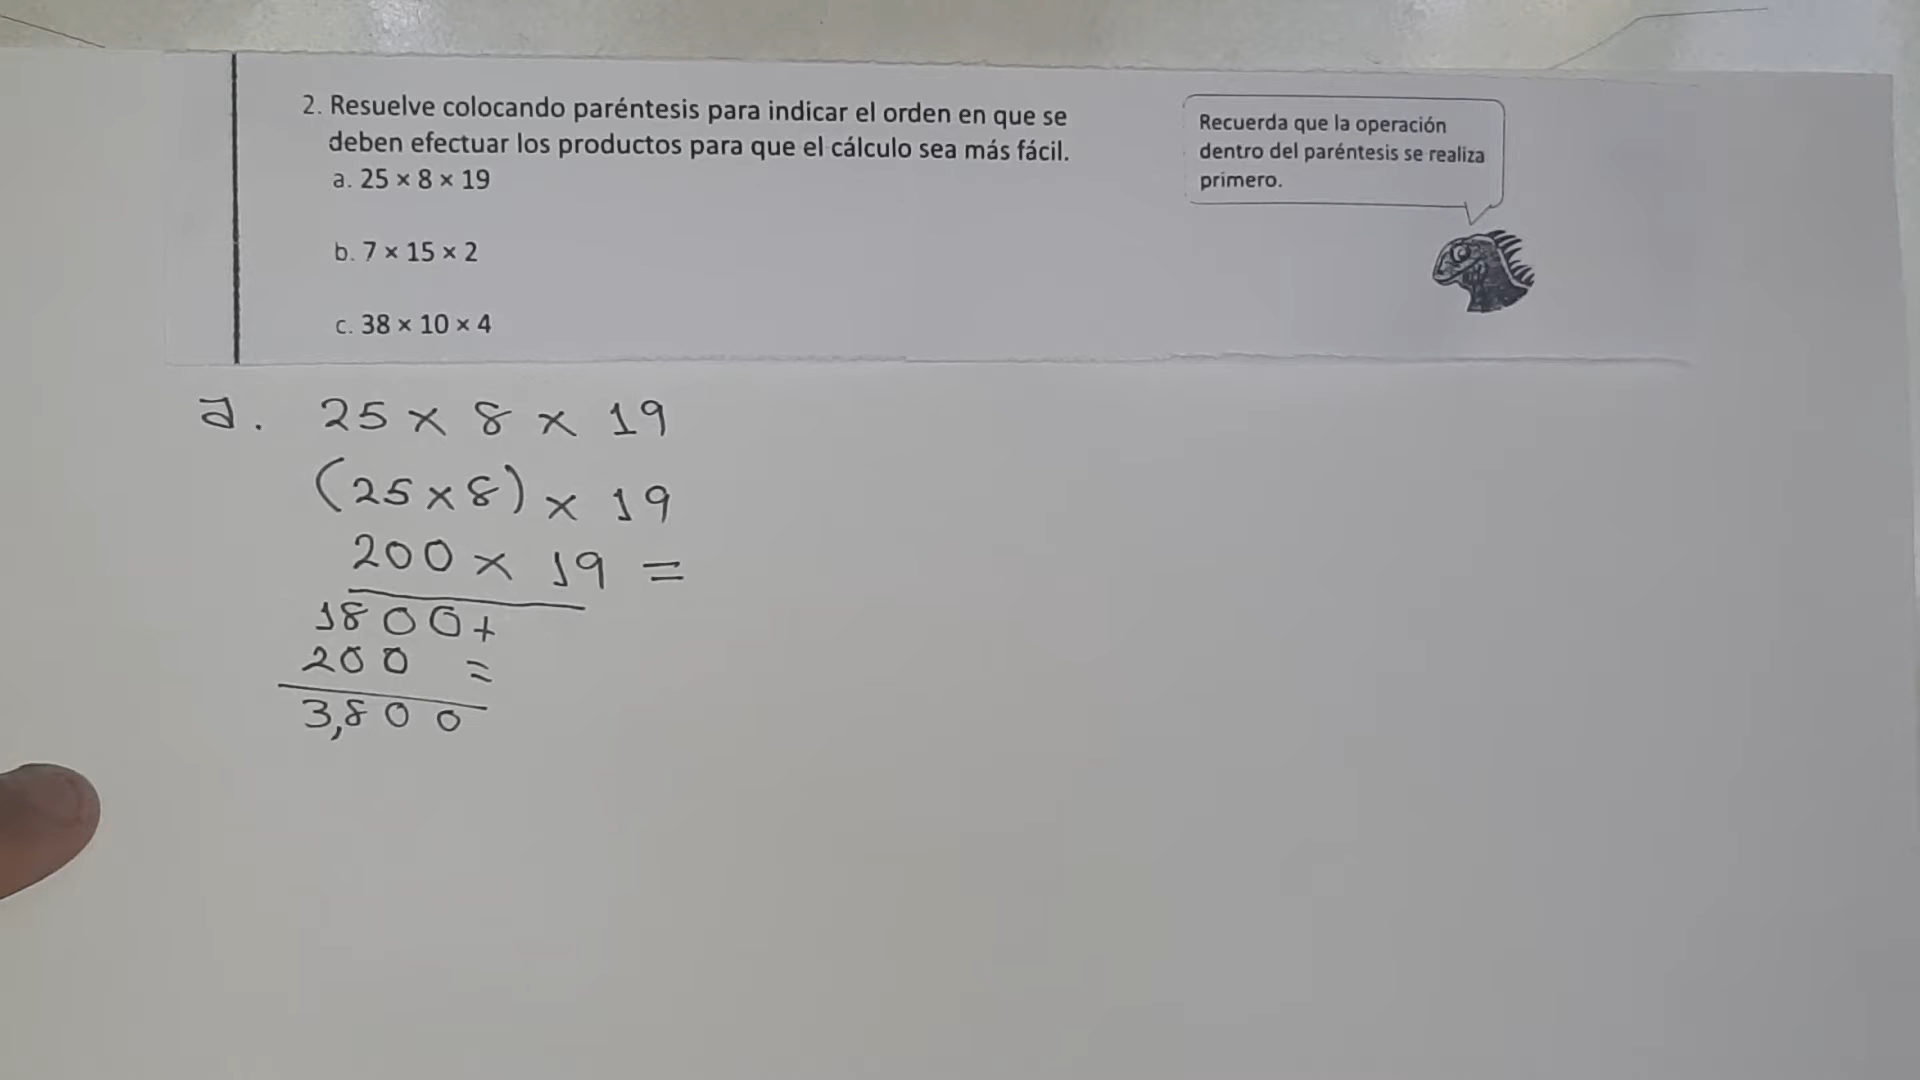 2. Resuelve colocando paréntesis para indicar el orden en que se
deben efectuar los productos para que el cálculo sea más fácil.
a. 25 × 8 × 19
b. 7 × 15 × 2
c. 38 × 10 × 4
Recuerda que la operación
dentro del paréntesis se realiza
primero.
a. 25 × 8 × 19
(25×8) × 19
200 × 19 =
1800+
200 =
3,800